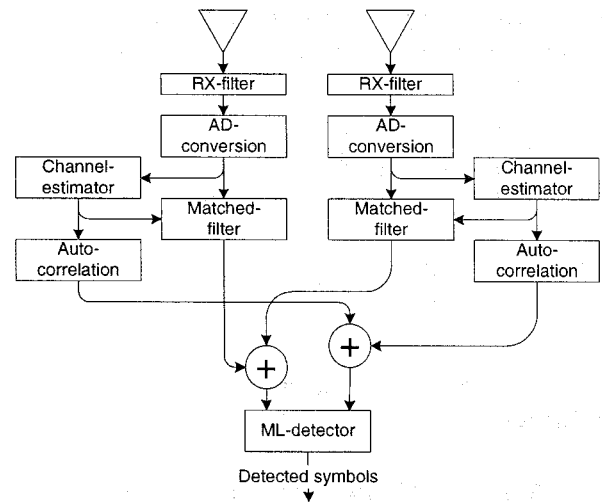 RX-filter
RX-filter
AD-
conversion
AD-
conversion
Channel-
estimator
Channel-
estimator
Matched-
filter
Matched-
filter
Auto-
correlation
Auto-
correlation
+
+
ML-detector
Detected symbols